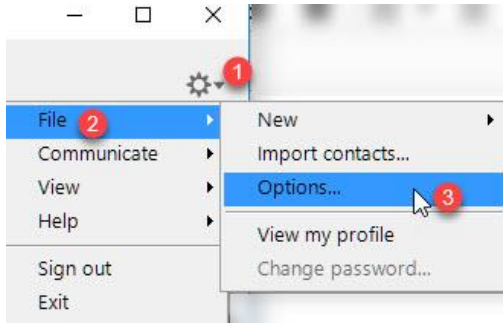 1
File 2
Communicate
View
Help
Sign out
Exit
New
Import contacts...
Options... 3
View my profile
Change password...